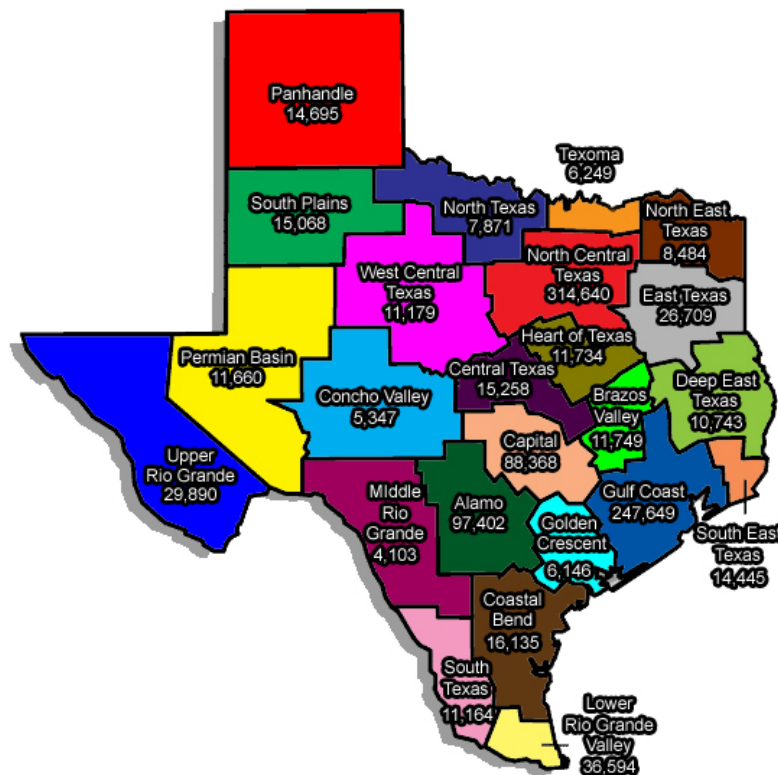 Panhandle
14,695
Texoma
6,249
South Plains
15,068
North Texas
7,871
North East
Texas
8,484
West Central
Texas
11,179
North Central
Texas
314,640
East Texas
26,709
Permian Basin
11,660
Heart of Texas
11,734
Central Texas
15,258
Concho Valley
5,347
Brazos
Valley
11,749
Deep East
Texas
10,743
Upper
Rio Grande
29,890
Capital
88,368
MIddle
Rio
Grande
4,103
Alamo
97,402
Gulf Coast
247,649
Golden
Crescent
6,146
South East
Texas
14,445
Coastal
Bend
16,135
South
Texas
11,164
Lower
Rio Grande
Valley
36,594